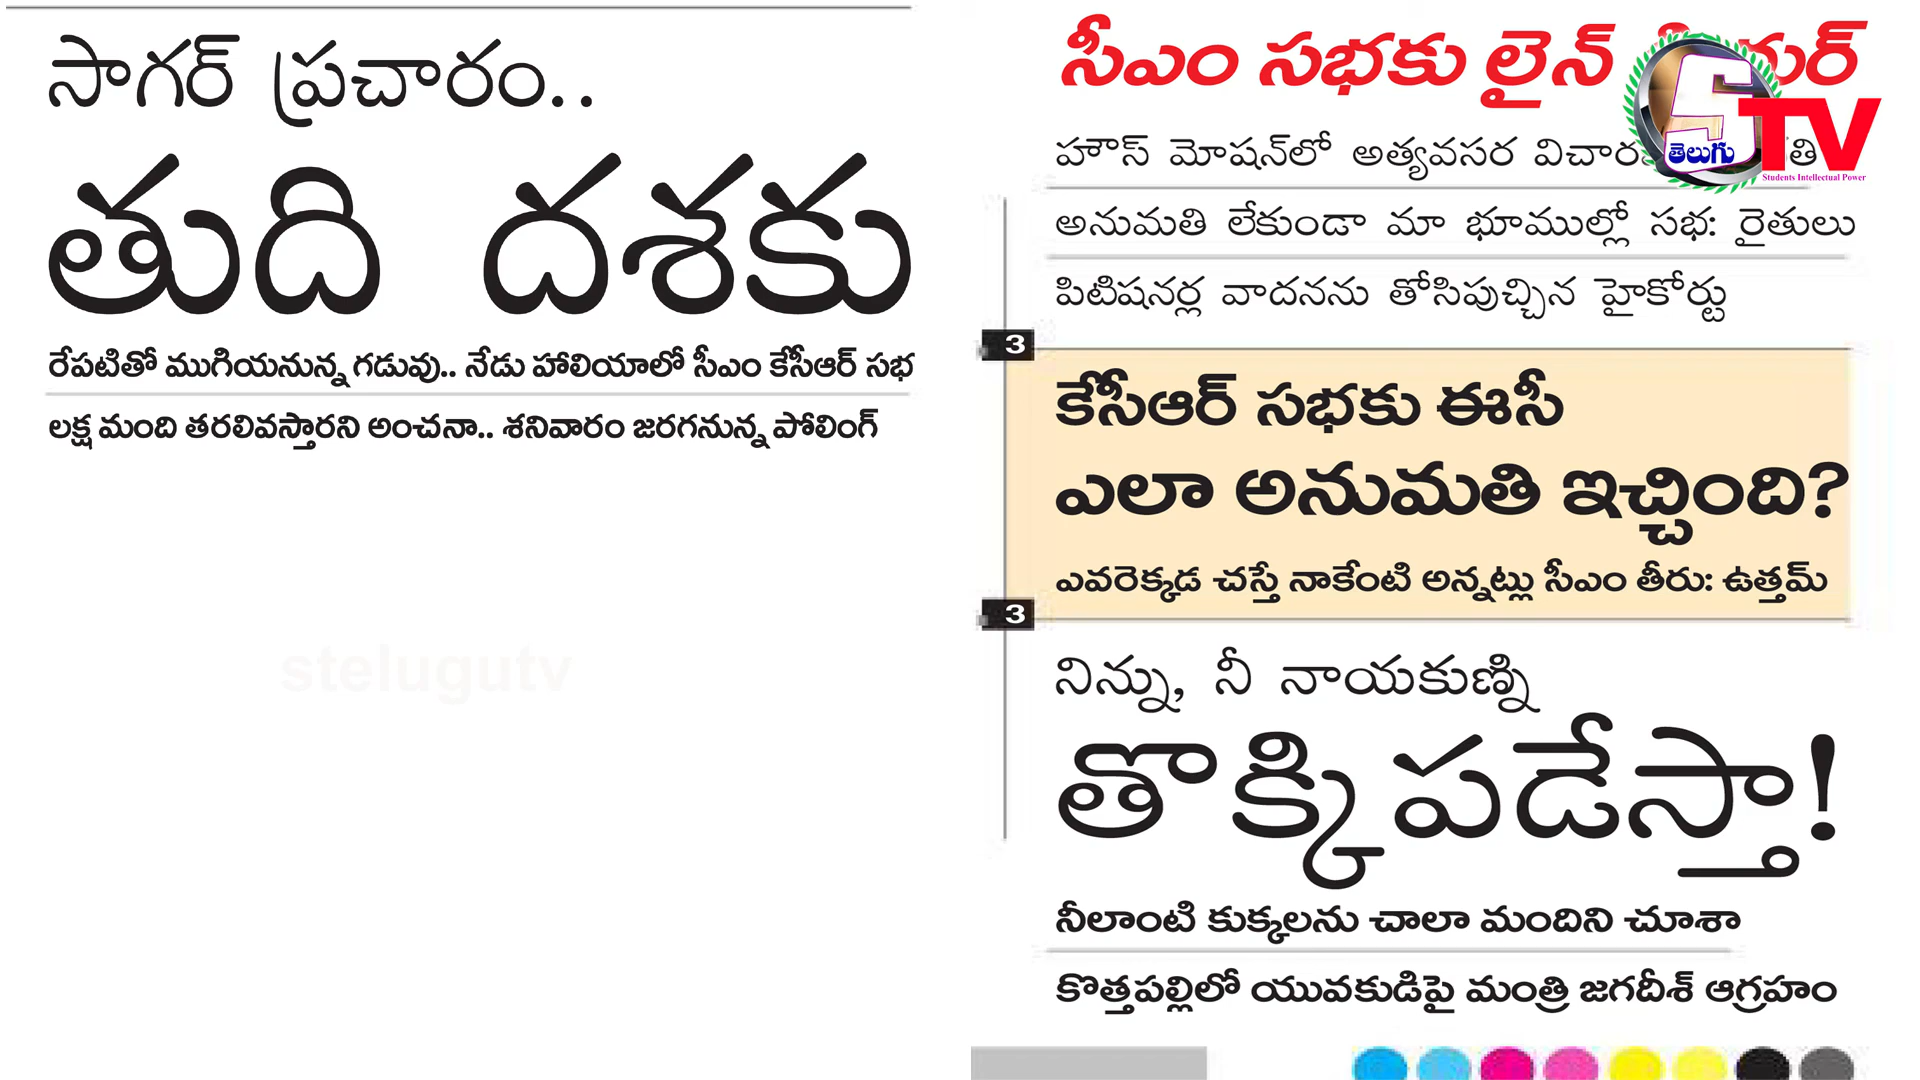 సాగర్ ప్రచారం..
తుది దశకు
రేపటితో ముగియనున్న గడువు.. నేడు హాలియాలో సీఎం కేసీఆర్ సభ
లక్ష మంది తరలివస్తారని అంచనా.. శనివారం జరగనున్న పోలింగ్
stelugutv
సీఎం సభకు లైన్
S తెలుగు TV
Students Intellectual Power
హౌస్ మోషన్‌లో అత్యవసర
అనుమతి లేకుండా మా భూముల్లో సభ: రైతులు
పిటిషనర్ల వాదనను తోసిపుచ్చిన హైకోర్టు
3
కేసీఆర్ సభకు ఈసీ
ఎలా అనుమతి ఇచ్చింది?
ఎవరెక్కడ చస్తే నాకేంటి అన్నట్లు సీఎం తీరు: ఉత్తమ్
3
నిన్ను, నీ నాయకుణ్ని
తొక్కిపడేస్తా!
నీలాంటి కుక్కలను చాలా మందిని చూశా
కొత్తపల్లిలో యువకుడిపై మంత్రి జగదీశ్ ఆగ్రహం